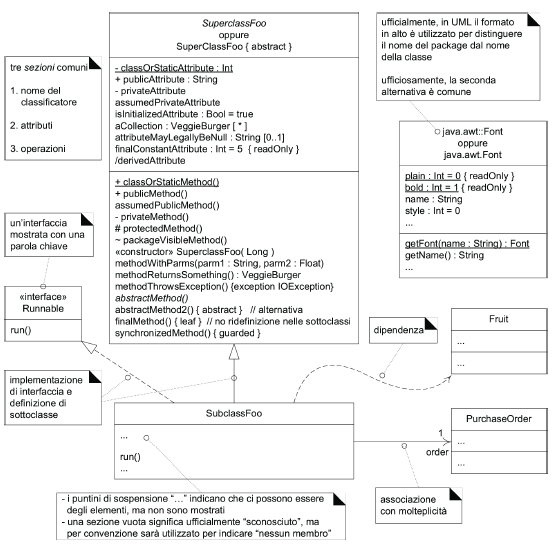 SuperclassFoo
oppure
SuperClassFoo { abstract }
- classOrStaticAttribute : Int
+ publicAttribute : String
- privateAttribute
assumedPrivateAttribute
isInitializedAttribute : Bool = true
aCollection : VeggieBurger [ * ]
attributeMayLegallyBeNull : String [0..1]
finalConstantAttribute : Int = 5 { readOnly }
/derivedAttribute
+ classOrStaticMethod()
+ publicMethod()
assumedPublicMethod()
- privateMethod()
# protectedMethod()
~ packageVisibleMethod()
«constructor» SuperclassFoo( Long )
methodWithParms(parm1 : String, parm2 : Float)
methodReturnsSomething() : VeggieBurger
methodThrowsException() {exception IOException}
abstractMethod()
abstractMethod2() { abstract } // alternativa
finalMethod() { leaf } // no ridefinizione nelle sottoclassi
synchronizedMethod() { guarded }
tre sezioni comuni
1. nome del
classificatore
2. attributi
3. operazioni
ufficialmente, in UML il formato
in alto è utilizzato per distinguere
il nome del package dal nome
della classe
ufficiosamente, la seconda
alternativa è comune
java.awt::Font
oppure
java.awt.Font
plain : Int = 0 { readOnly }
bold : Int = 1 { readOnly }
name : String
style : Int = 0
...
getFont(name : String) : Font
getName() : String
...
un'interfaccia
mostrata con una
parola chiave
«interface»
Runnable
run()
implementazione
di interfaccia e
definizione di
sottoclasse
dipendenza
Fruit
...
...
SubclassFoo
...
run()
...
1
order
PurchaseOrder
...
...
associazione
con molteplicità
- i puntini di sospensione “...” indicano che ci possono essere
degli elementi, ma non sono mostrati
- una sezione vuota significa ufficialmente “sconosciuto”, ma
per convenzione sarà utilizzato per indicare “nessun membro”